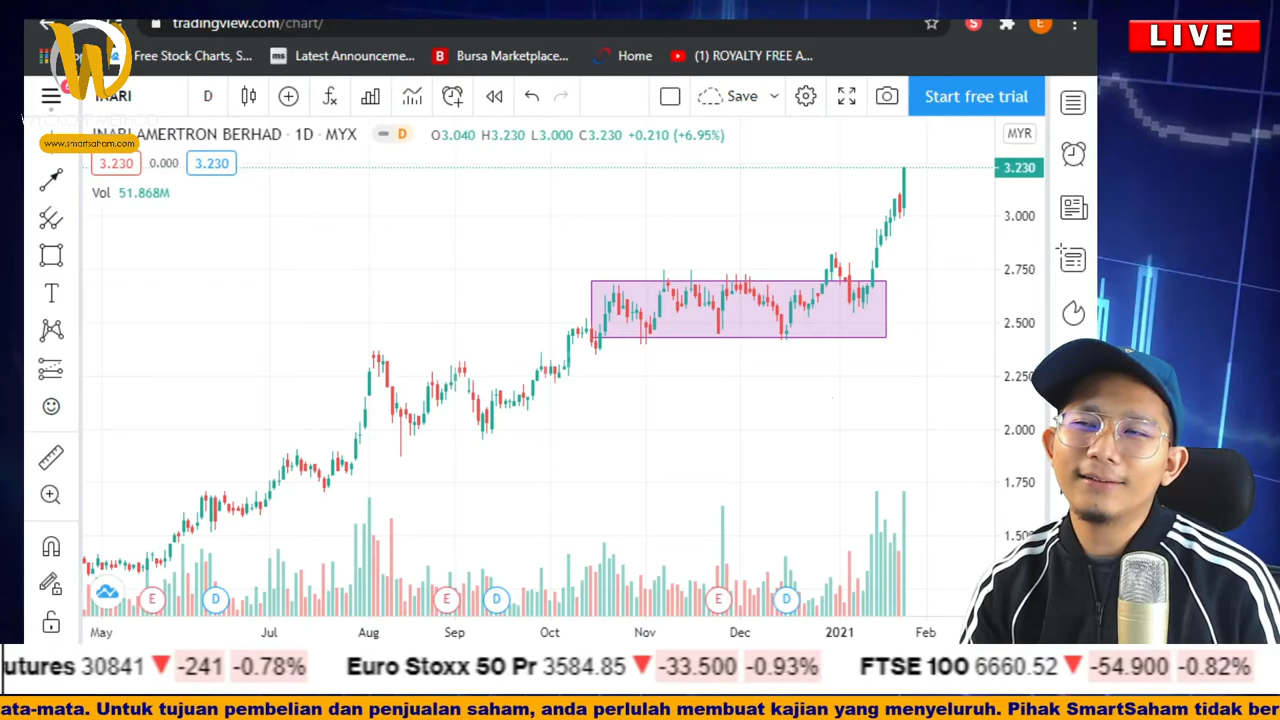 tradingview.com/chart/
Free Stock Charts, S...
Latest Announceme...
Bursa Marketplace...
Home
(1) ROYALTY FREE A...
LIVE
INARI
D
Save
Start free trial
www.smartsaham.com
INARI AMERTRON BERHAD · 1D · MYX
D
O3.040 H3.230 L3.000 C3.230 +0.210 (+6.95%)
MYR
3.230
0.000
3.230
3.230
Vol 51.868M
3.000
2.750
2.500
2.250
2.000
1.750
1.500
E
D
E
D
E
D
May
Jul
Aug
Sep
Oct
Nov
Dec
2021
Feb
utures 30841 -241 -0.78%
Euro Stoxx 50 Pr 3584.85 -33.500 -0.93%
FTSE 100 6660.52 -54.900 -0.82%
ata-mata. Untuk tujuan pembelian dan penjualan saham, anda perlulah membuat kajian yang menyeluruh. Pihak SmartSaham tidak ber